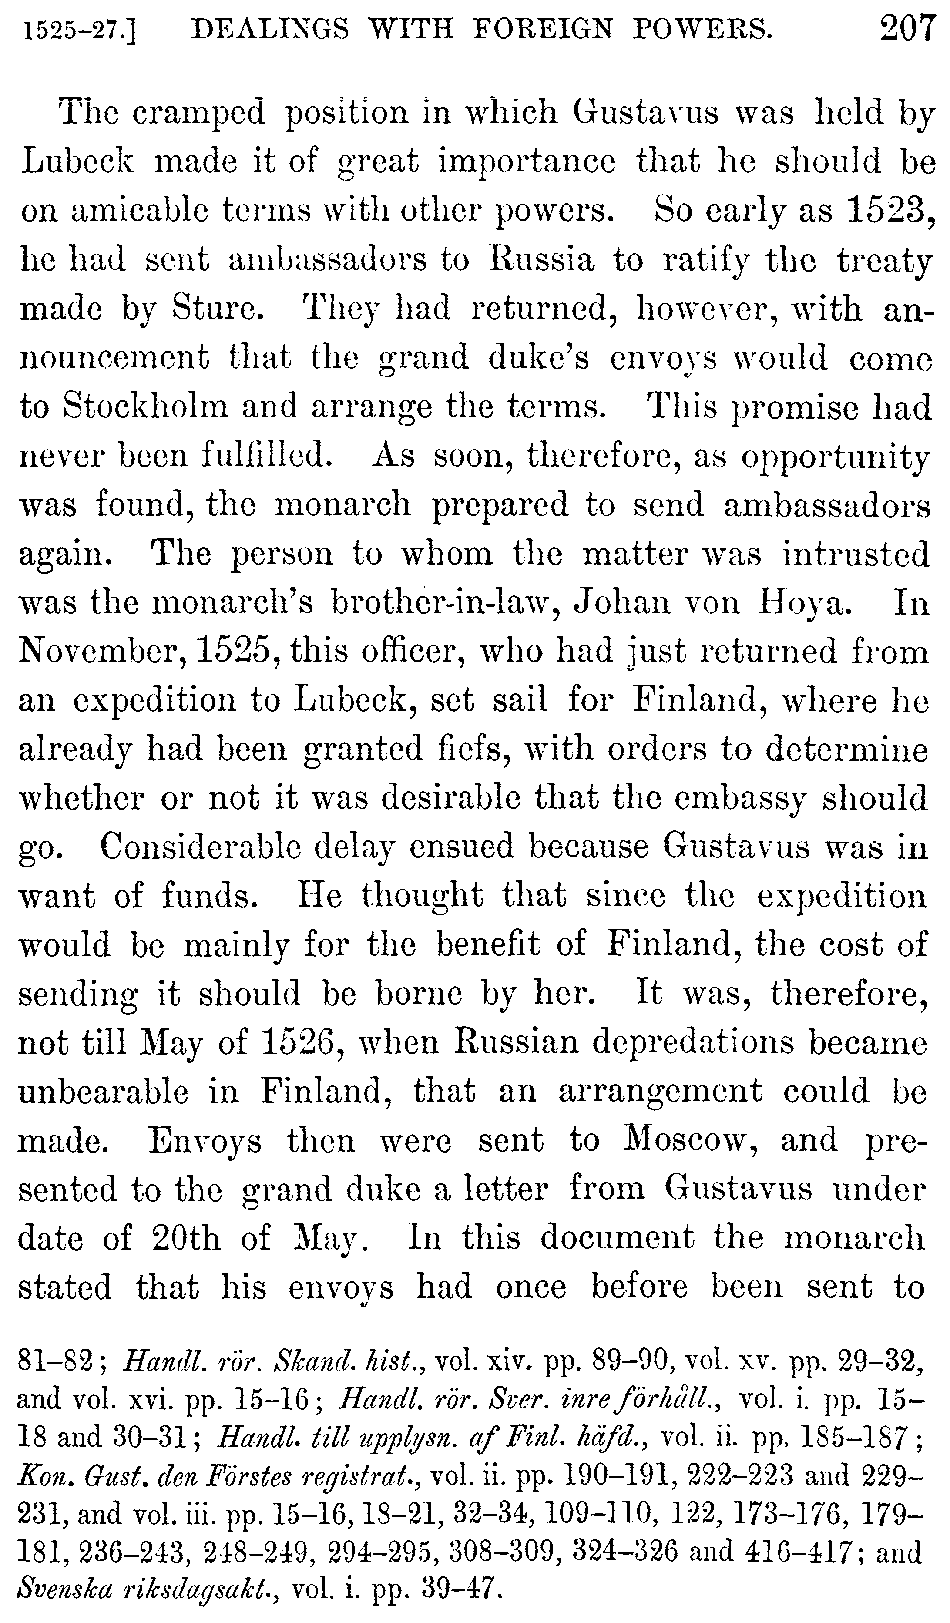 1525–27.] DEALINGS WITH FOREIGN POWERS. 207
The cramped position in which Gustavus was held by
Lubeck made it of great importance that he should be
on amicable terms with other powers. So early as 1523,
he had sent ambassadors to Russia to ratify the treaty
made by Sture. They had returned, however, with an-
nouncement that the grand duke's envoys would come
to Stockholm and arrange the terms. This promise had
never been fulfilled. As soon, therefore, as opportunity
was found, the monarch prepared to send ambassadors
again. The person to whom the matter was intrusted
was the monarch's brother-in-law, Johan von Hoya. In
November, 1525, this officer, who had just returned from
an expedition to Lubeck, set sail for Finland, where he
already had been granted fiefs, with orders to determine
whether or not it was desirable that the embassy should
go. Considerable delay ensued because Gustavus was in
want of funds. He thought that since the expedition
would be mainly for the benefit of Finland, the cost of
sending it should be borne by her. It was, therefore,
not till May of 1526, when Russian depredations became
unbearable in Finland, that an arrangement could be
made. Envoys then were sent to Moscow, and pre-
sented to the grand duke a letter from Gustavus under
date of 20th of May. In this document the monarch
stated that his envoys had once before been sent to
81–82; Handl. rör. Skand. hist., vol. xiv. pp. 89–90, vol. xv. pp. 29–32,
and vol. xvi. pp. 15–16; Handl. rör. Sver. inre förhåll., vol. i. pp. 15–
18 and 30–31; Handl. till upplysn. af Finl. häfd., vol. ii. pp. 185–187;
Kon. Gust. den Förstes registrat., vol. ii. pp. 190–191, 222–223 and 229–
231, and vol. iii. pp. 15–16, 18–21, 32–34, 109–110, 122, 173–176, 179–
181, 236–243, 248–249, 294–295, 308–309, 324–326 and 416–417; and
Svenska riksdagsakt., vol. i. pp. 39–47.